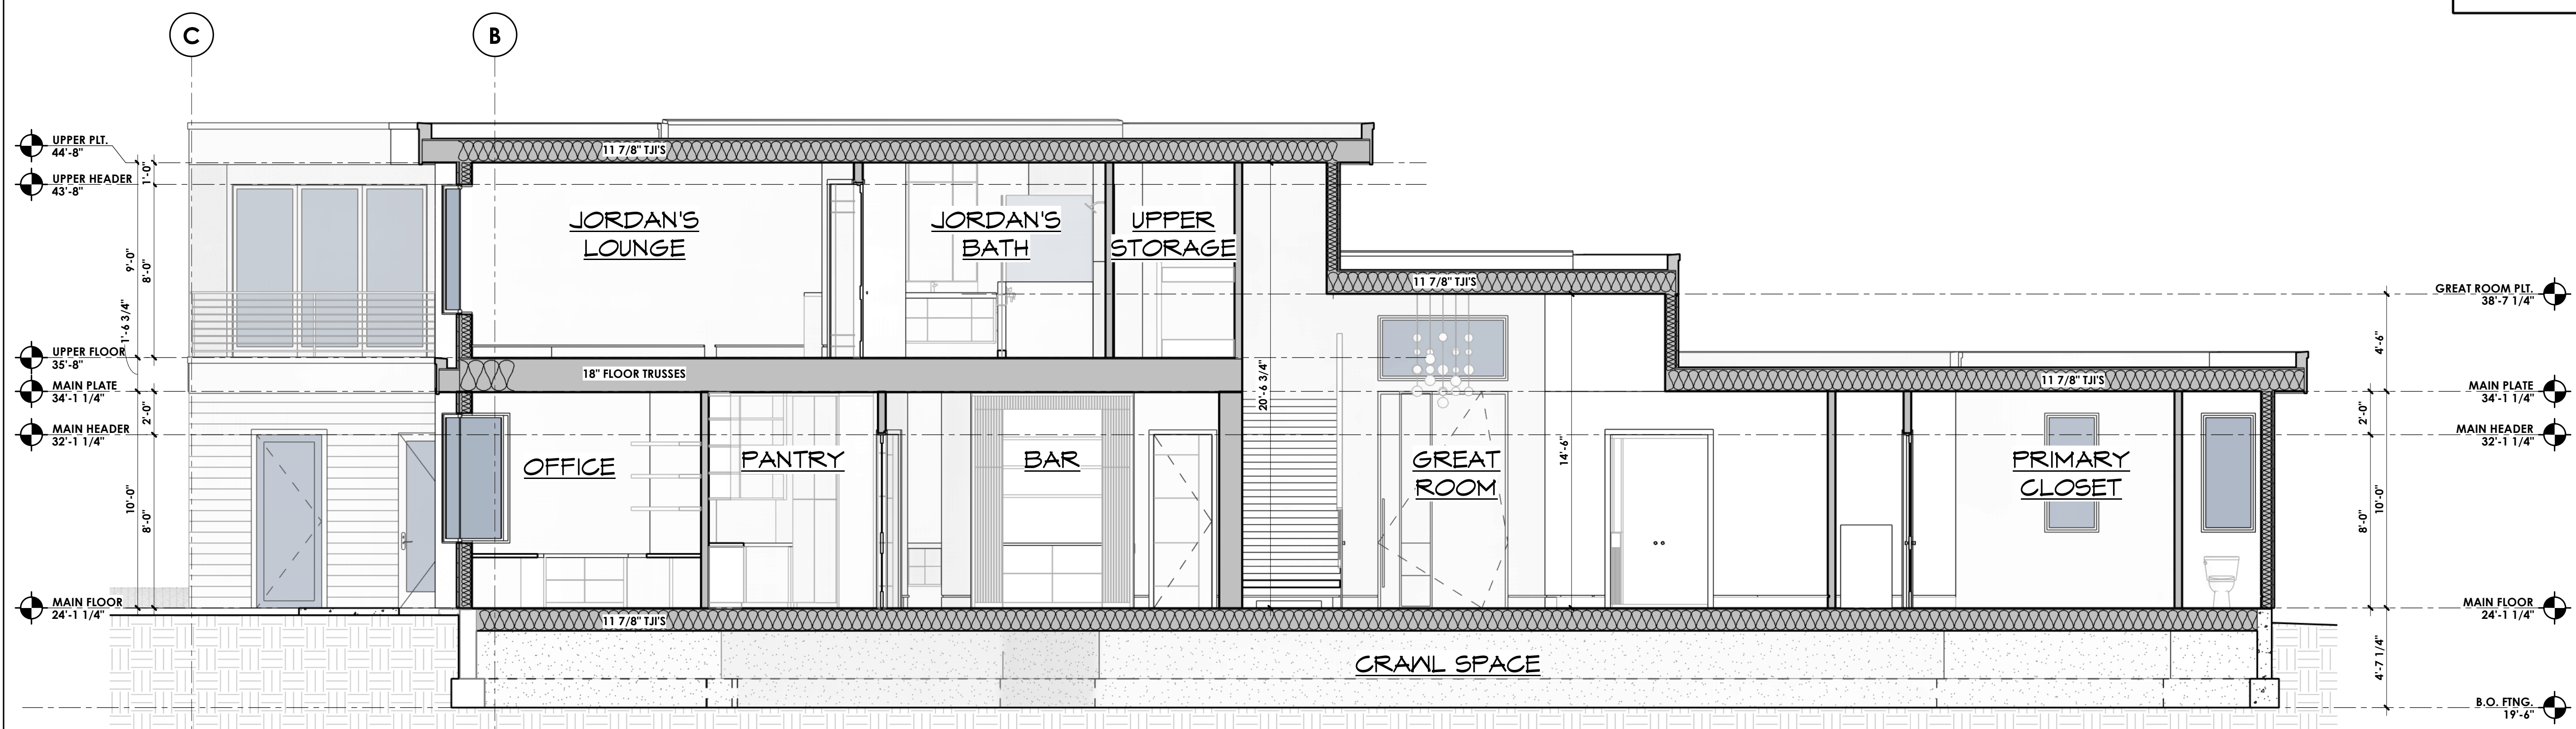 C
B
UPPER PLT.
44'-8"
UPPER HEADER
43'-8"
UPPER FLOOR
35'-8"
MAIN PLATE
34'-1 1/4"
MAIN HEADER
32'-1 1/4"
MAIN FLOOR
24'-1 1/4"
1'-0"
9'-0"
8'-0"
1'-6 3/4"
2'-0"
10'-0"
8'-0"
11 7/8" TJI'S
JORDAN'S
LOUNGE
JORDAN'S
BATH
UPPER
STORAGE
18" FLOOR TRUSSES
OFFICE
PANTRY
BAR
20'-6 3/4"
11 7/8" TJI'S
14'-6"
GREAT
ROOM
11 7/8" TJI'S
PRIMARY
CLOSET
11 7/8" TJI'S
CRAWL SPACE
4'-6"
2'-0"
8'-0"
10'-0"
4'-7 1/4"
GREAT ROOM PLT.
38'-7 1/4"
MAIN PLATE
34'-1 1/4"
MAIN HEADER
32'-1 1/4"
MAIN FLOOR
24'-1 1/4"
B.O. FTNG.
19'-6"